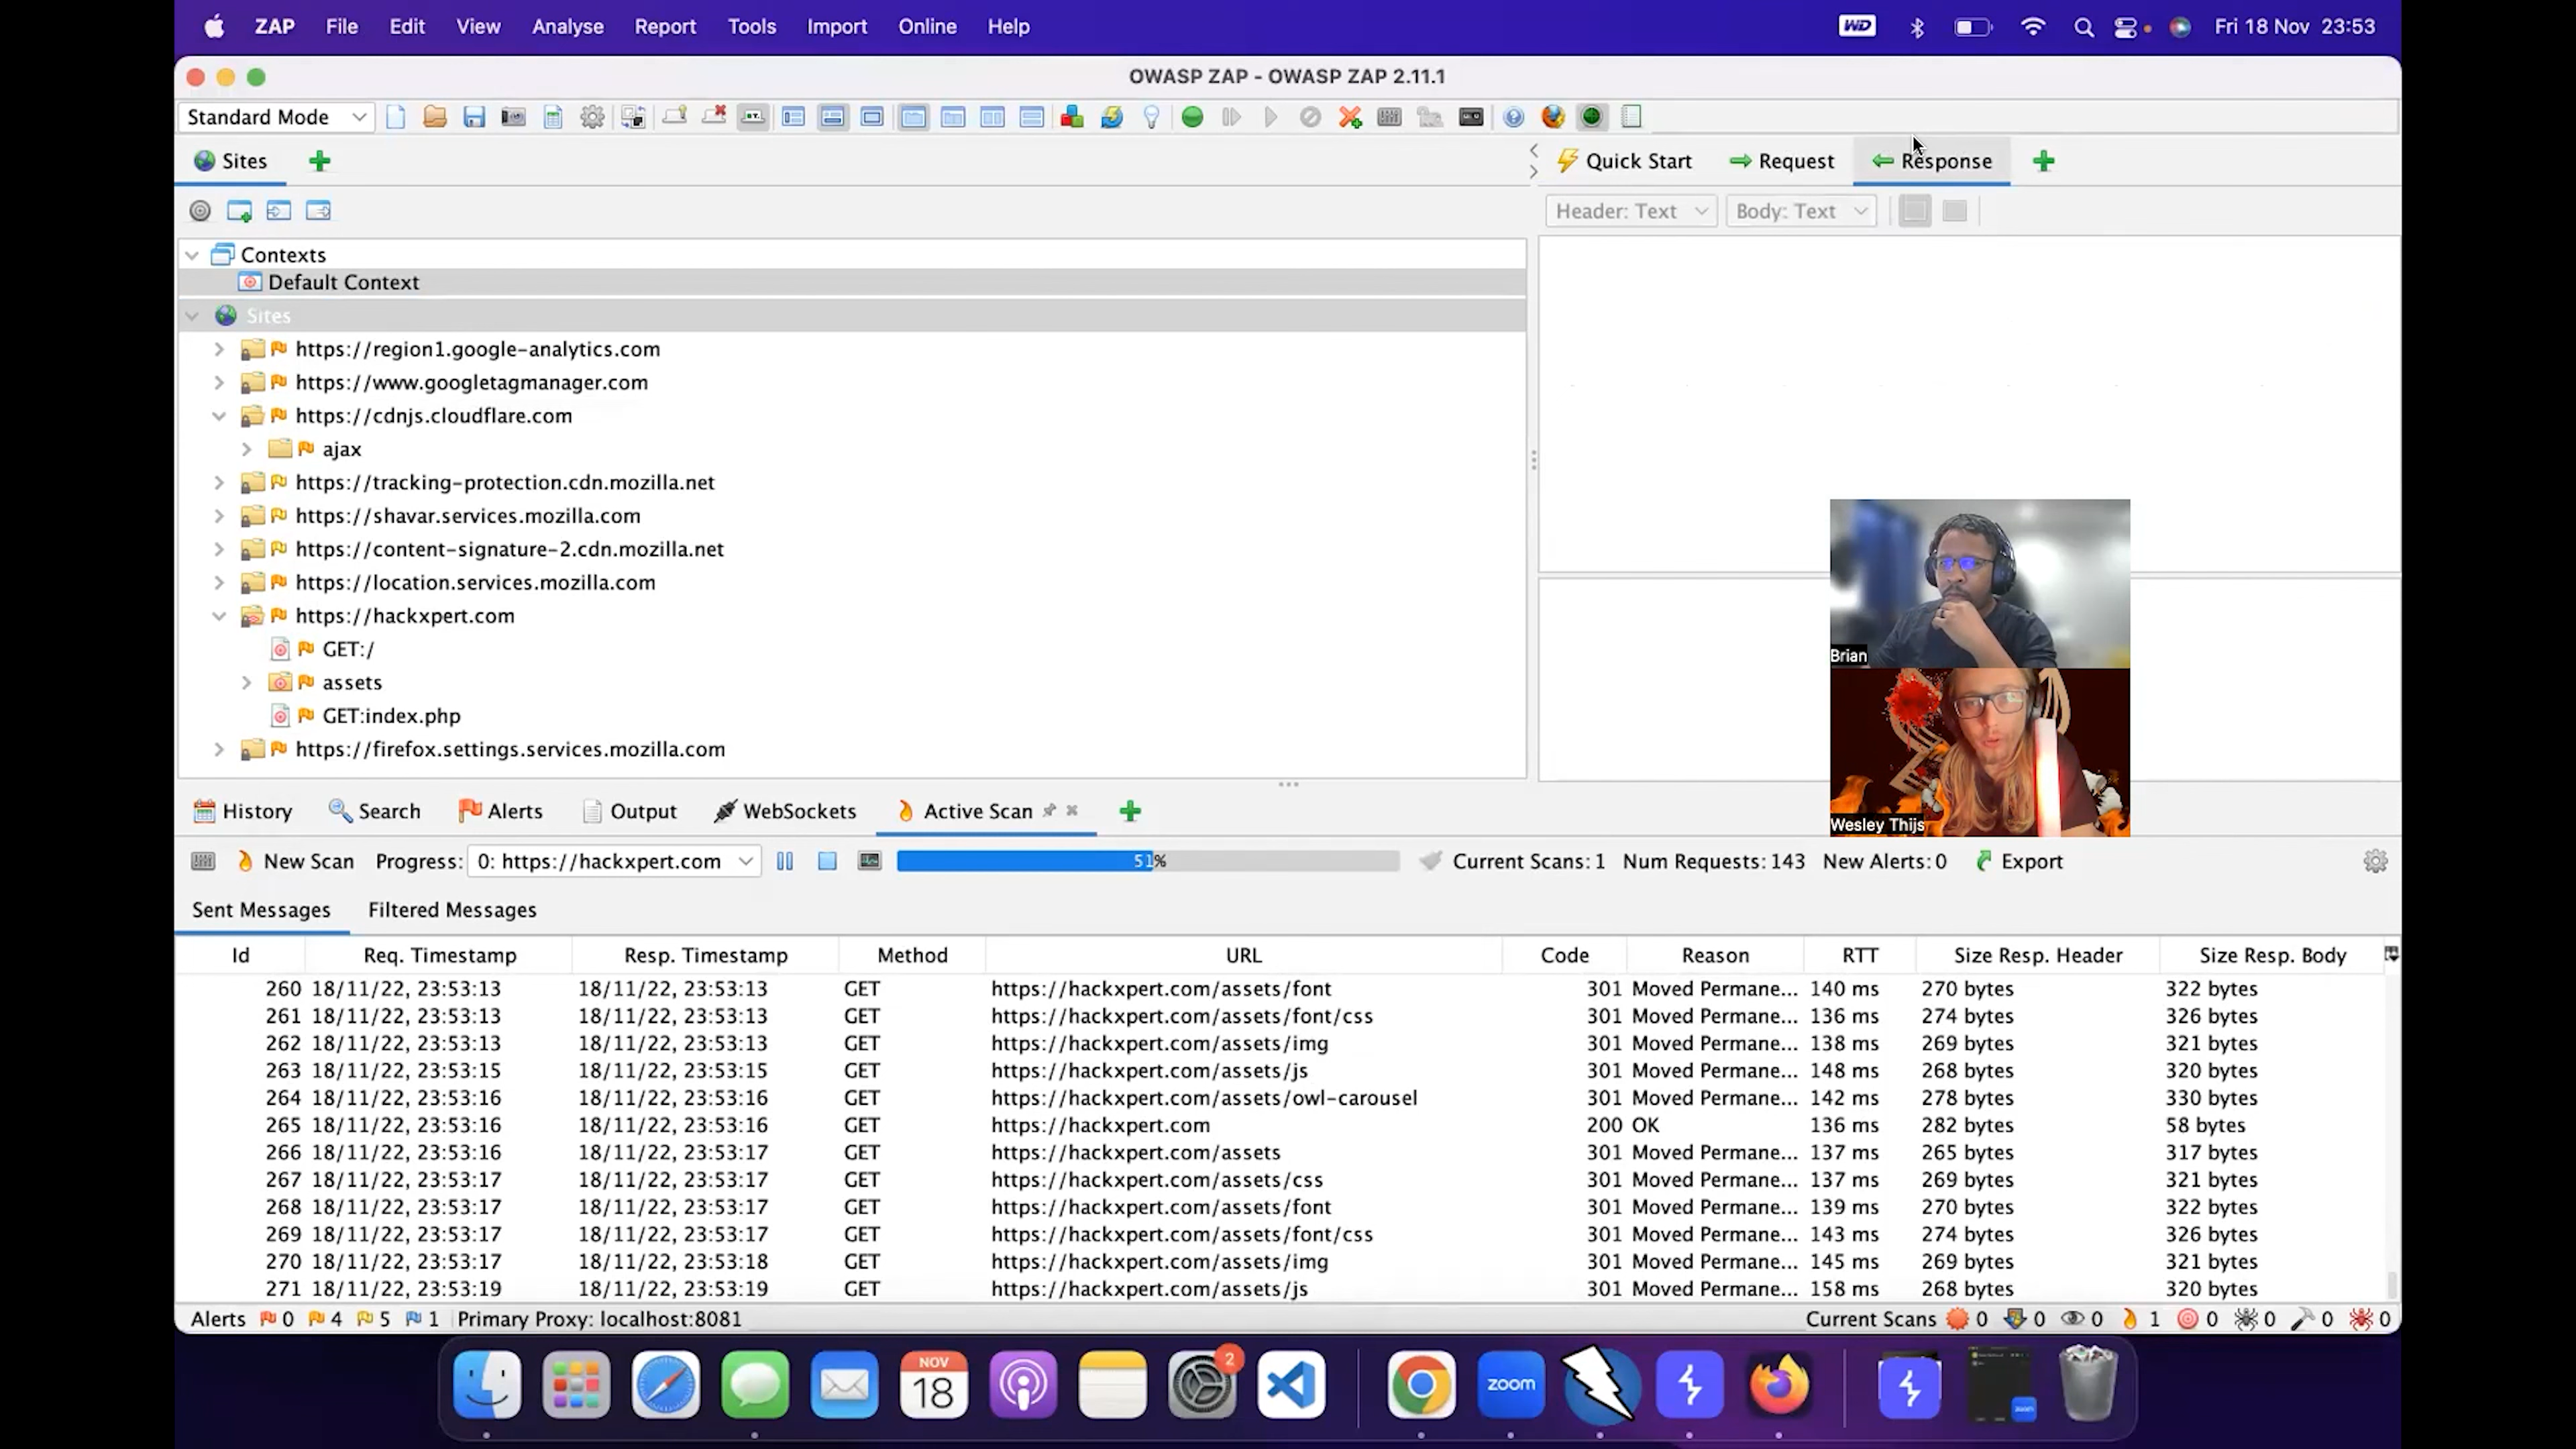 ZAP File Edit View Analyse Report Tools Import Online Help WD Fri 18 Nov 23:53
OWASP ZAP - OWASP ZAP 2.11.1
Standard Mode
Sites
Quick Start Request Response
Header: Text Body: Text
Contexts
Default Context
Sites
https://region1.google-analytics.com
https://www.googletagmanager.com
https://cdnjs.cloudflare.com
ajax
https://tracking-protection.cdn.mozilla.net
https://shavar.services.mozilla.com
https://content-signature-2.cdn.mozilla.net
https://location.services.mozilla.com
https://hackxpert.com
GET:/
assets
GET:index.php
https://firefox.settings.services.mozilla.com
Brian
Wesley Thijs
History Search Alerts Output WebSockets Active Scan
New Scan Progress: 0: https://hackxpert.com 51% Current Scans: 1 Num Requests: 143 New Alerts: 0 Export
Sent Messages Filtered Messages
Id Req. Timestamp Resp. Timestamp Method URL Code Reason RTT Size Resp. Header Size Resp. Body
260 18/11/22, 23:53:13 18/11/22, 23:53:13 GET https://hackxpert.com/assets/font 301 Moved Permane... 140 ms 270 bytes 322 bytes
261 18/11/22, 23:53:13 18/11/22, 23:53:13 GET https://hackxpert.com/assets/font/css 301 Moved Permane... 136 ms 274 bytes 326 bytes
262 18/11/22, 23:53:13 18/11/22, 23:53:13 GET https://hackxpert.com/assets/img 301 Moved Permane... 138 ms 269 bytes 321 bytes
263 18/11/22, 23:53:15 18/11/22, 23:53:15 GET https://hackxpert.com/assets/js 301 Moved Permane... 148 ms 268 bytes 320 bytes
264 18/11/22, 23:53:16 18/11/22, 23:53:16 GET https://hackxpert.com/assets/owl-carousel 301 Moved Permane... 142 ms 278 bytes 330 bytes
265 18/11/22, 23:53:16 18/11/22, 23:53:16 GET https://hackxpert.com 200 OK 136 ms 282 bytes 58 bytes
266 18/11/22, 23:53:16 18/11/22, 23:53:17 GET https://hackxpert.com/assets 301 Moved Permane... 137 ms 265 bytes 317 bytes
267 18/11/22, 23:53:17 18/11/22, 23:53:17 GET https://hackxpert.com/assets/css 301 Moved Permane... 137 ms 269 bytes 321 bytes
268 18/11/22, 23:53:17 18/11/22, 23:53:17 GET https://hackxpert.com/assets/font 301 Moved Permane... 139 ms 270 bytes 322 bytes
269 18/11/22, 23:53:17 18/11/22, 23:53:17 GET https://hackxpert.com/assets/font/css 301 Moved Permane... 143 ms 274 bytes 326 bytes
270 18/11/22, 23:53:17 18/11/22, 23:53:18 GET https://hackxpert.com/assets/img 301 Moved Permane... 145 ms 269 bytes 321 bytes
271 18/11/22, 23:53:19 18/11/22, 23:53:19 GET https://hackxpert.com/assets/js 301 Moved Permane... 158 ms 268 bytes 320 bytes
Alerts 0 4 5 1 Primary Proxy: localhost:8081 Current Scans 0 0 0 1 0 0 0 0
NOV 2
18 zoom
zoom